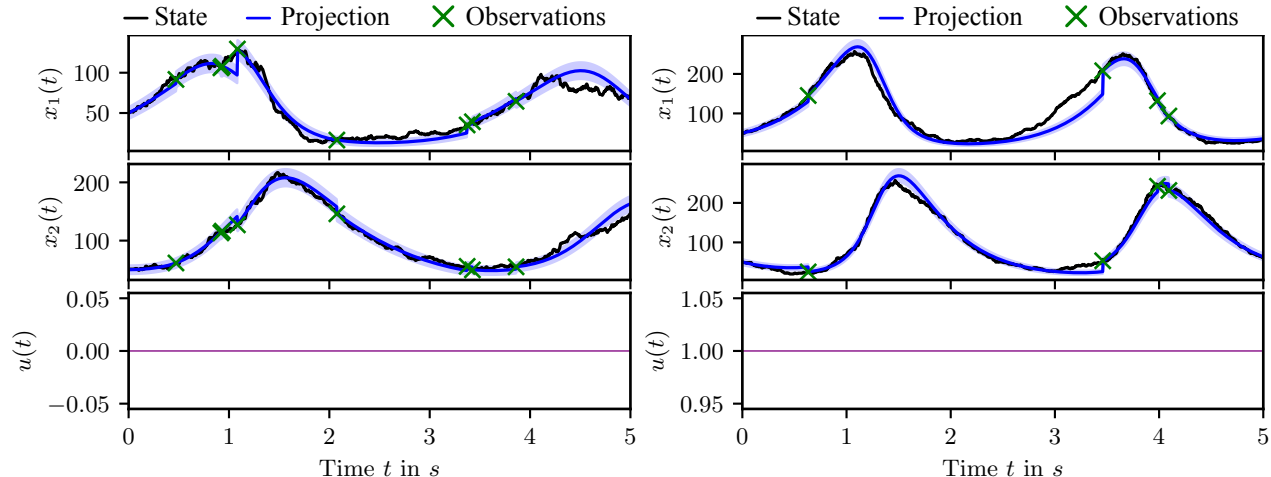 State Projection Observations State Projection Observations
100
50
x₁(t)
200
100
x₁(t)
200
100
x₂(t)
200
100
x₂(t)
0.05
0.00
−0.05
u(t)
1.05
1.00
0.95
u(t)
0 1 2 3 4 5 0 1 2 3 4 5
Time t in s Time t in s